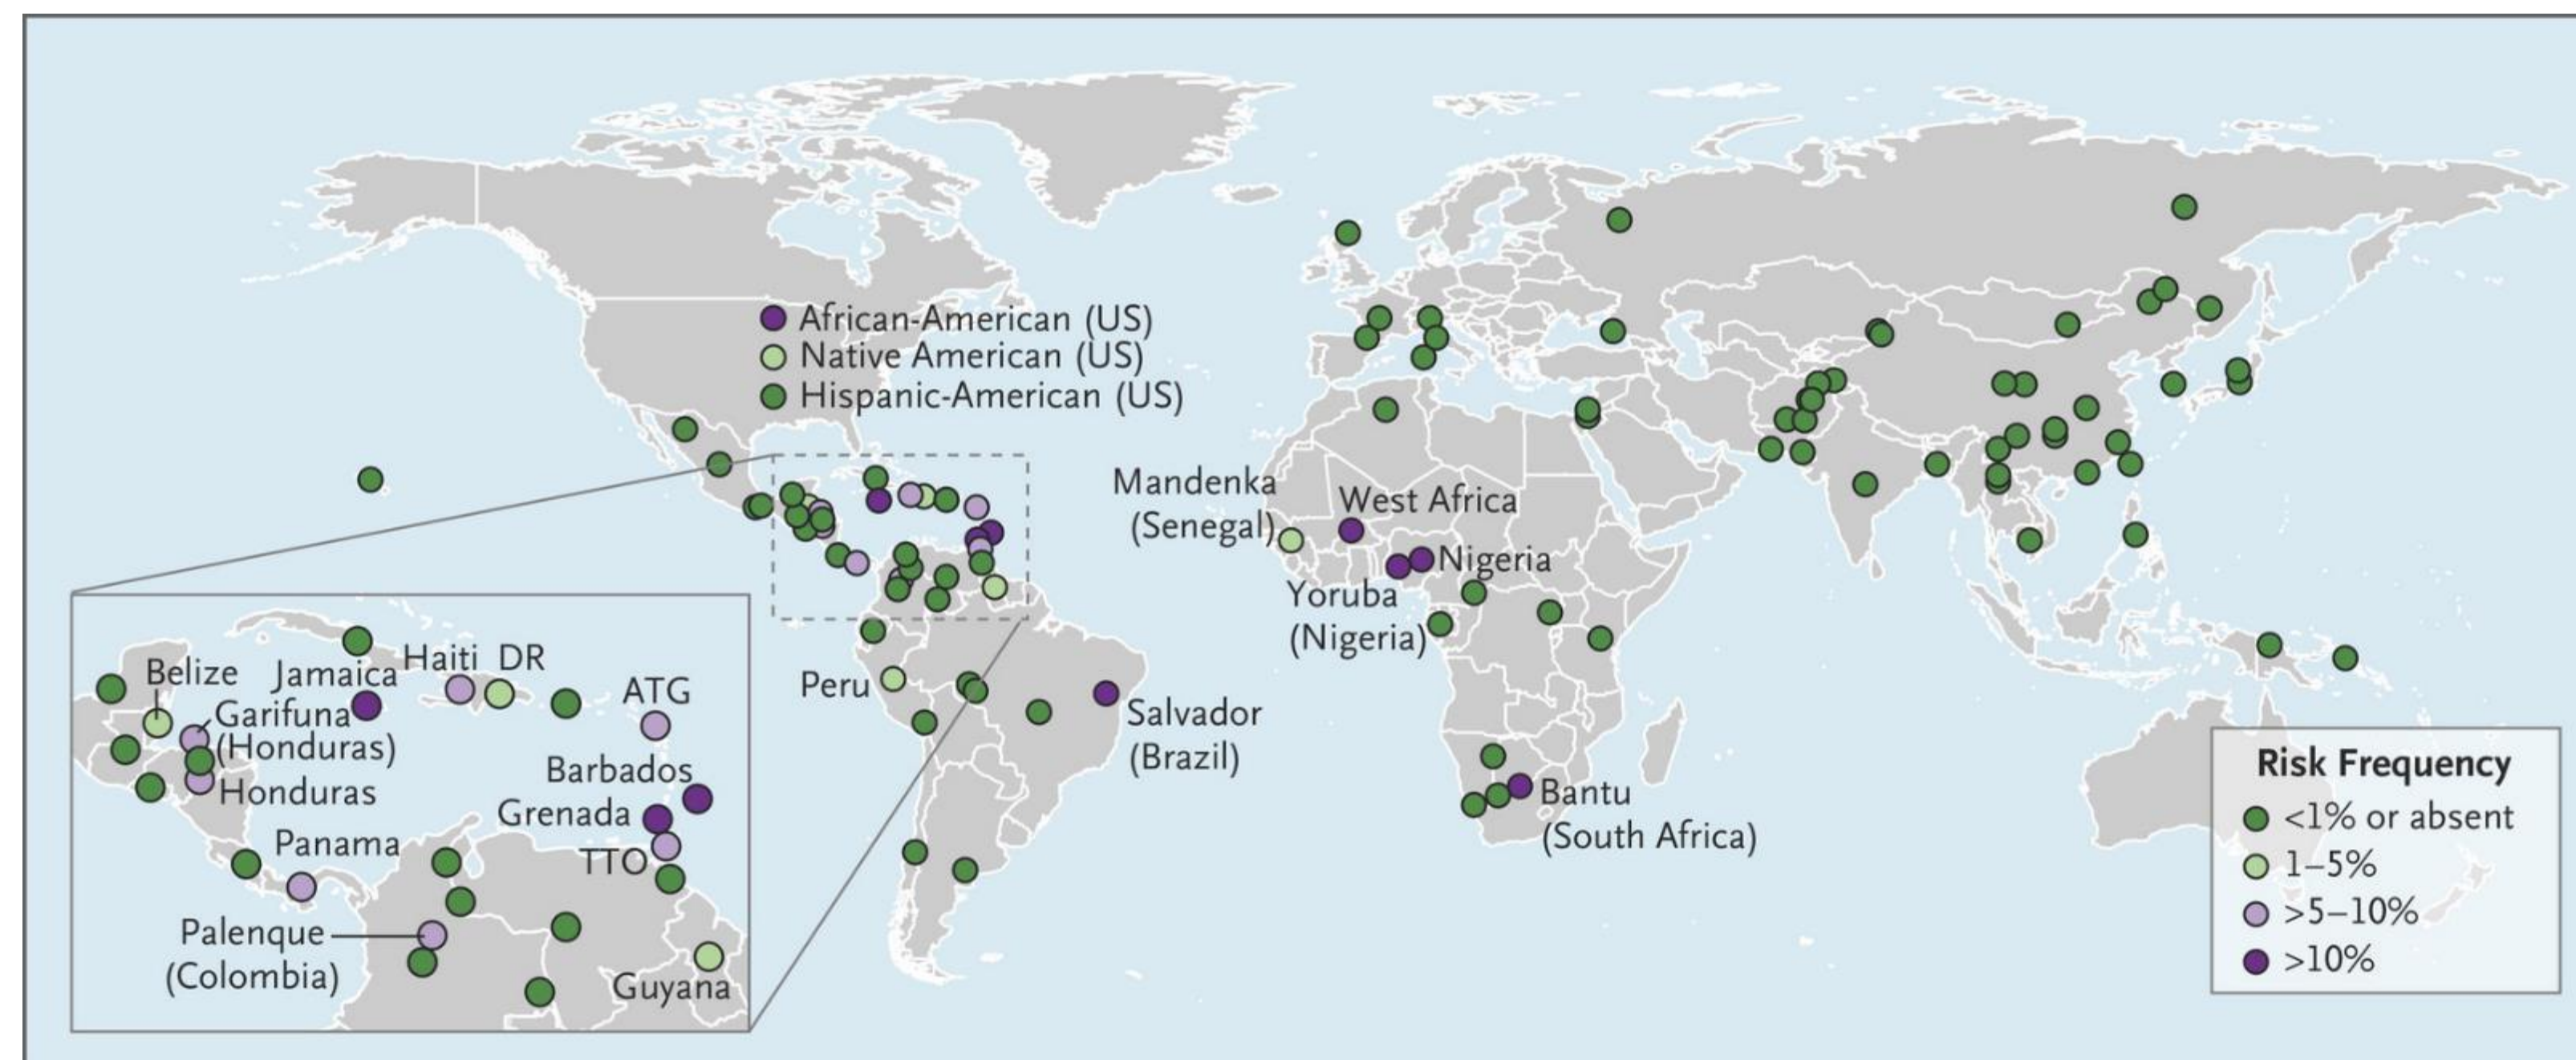 African-American (US)
Native American (US)
Hispanic-American (US)
Mandenka
(Senegal)
West Africa
Nigeria
Yoruba
(Nigeria)
Peru
Salvador
(Brazil)
Bantu
(South Africa)
Belize
Jamaica
Haiti
DR
ATG
Garifuna
(Honduras)
Honduras
Barbados
Grenada
Panama
TTO
Palenque
(Colombia)
Guyana
Risk Frequency
<1% or absent
1–5%
>5–10%
>10%